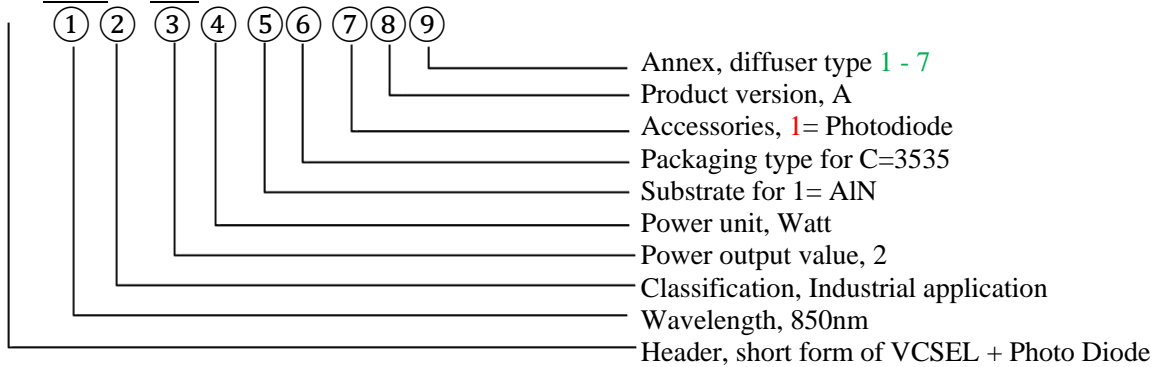 ① ② ③ ④ ⑤ ⑥ ⑦ ⑧ ⑨
Annex, diffuser type 1 - 7
Product version, A
Accessories, 1= Photodiode
Packaging type for C=3535
Substrate for 1= AlN
Power unit, Watt
Power output value, 2
Classification, Industrial application
Wavelength, 850nm
Header, short form of VCSEL + Photo Diode